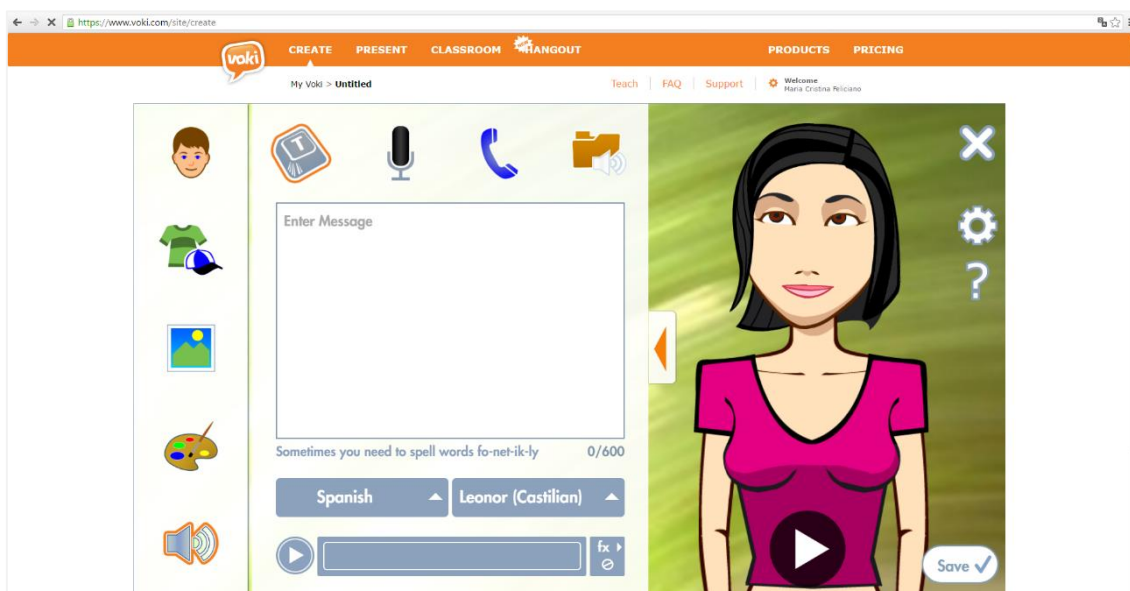 https://www.voki.com/site/create
voki CREATE PRESENT CLASSROOM HANGOUT PRODUCTS PRICING
My Voki > Untitled Teach FAQ Support Welcome
Maria Cristina Feliciano
T
Enter Message
Sometimes you need to spell words fo-net-ik-ly 0/600
Spanish Leonor (Castilian)
fx
?
Save